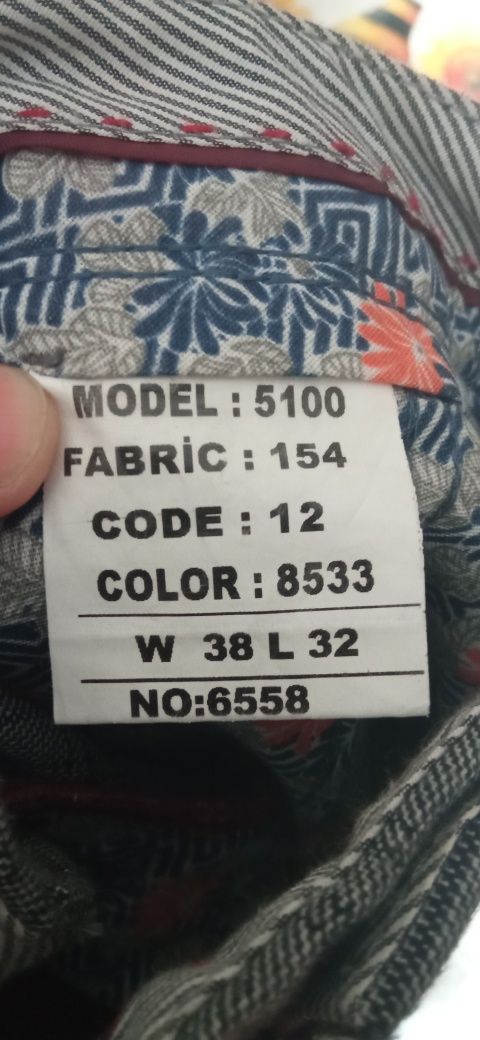 MODEL : 5100
FABRİC : 154
CODE : 12
COLOR : 8533
W 38 L 32
NO:6558